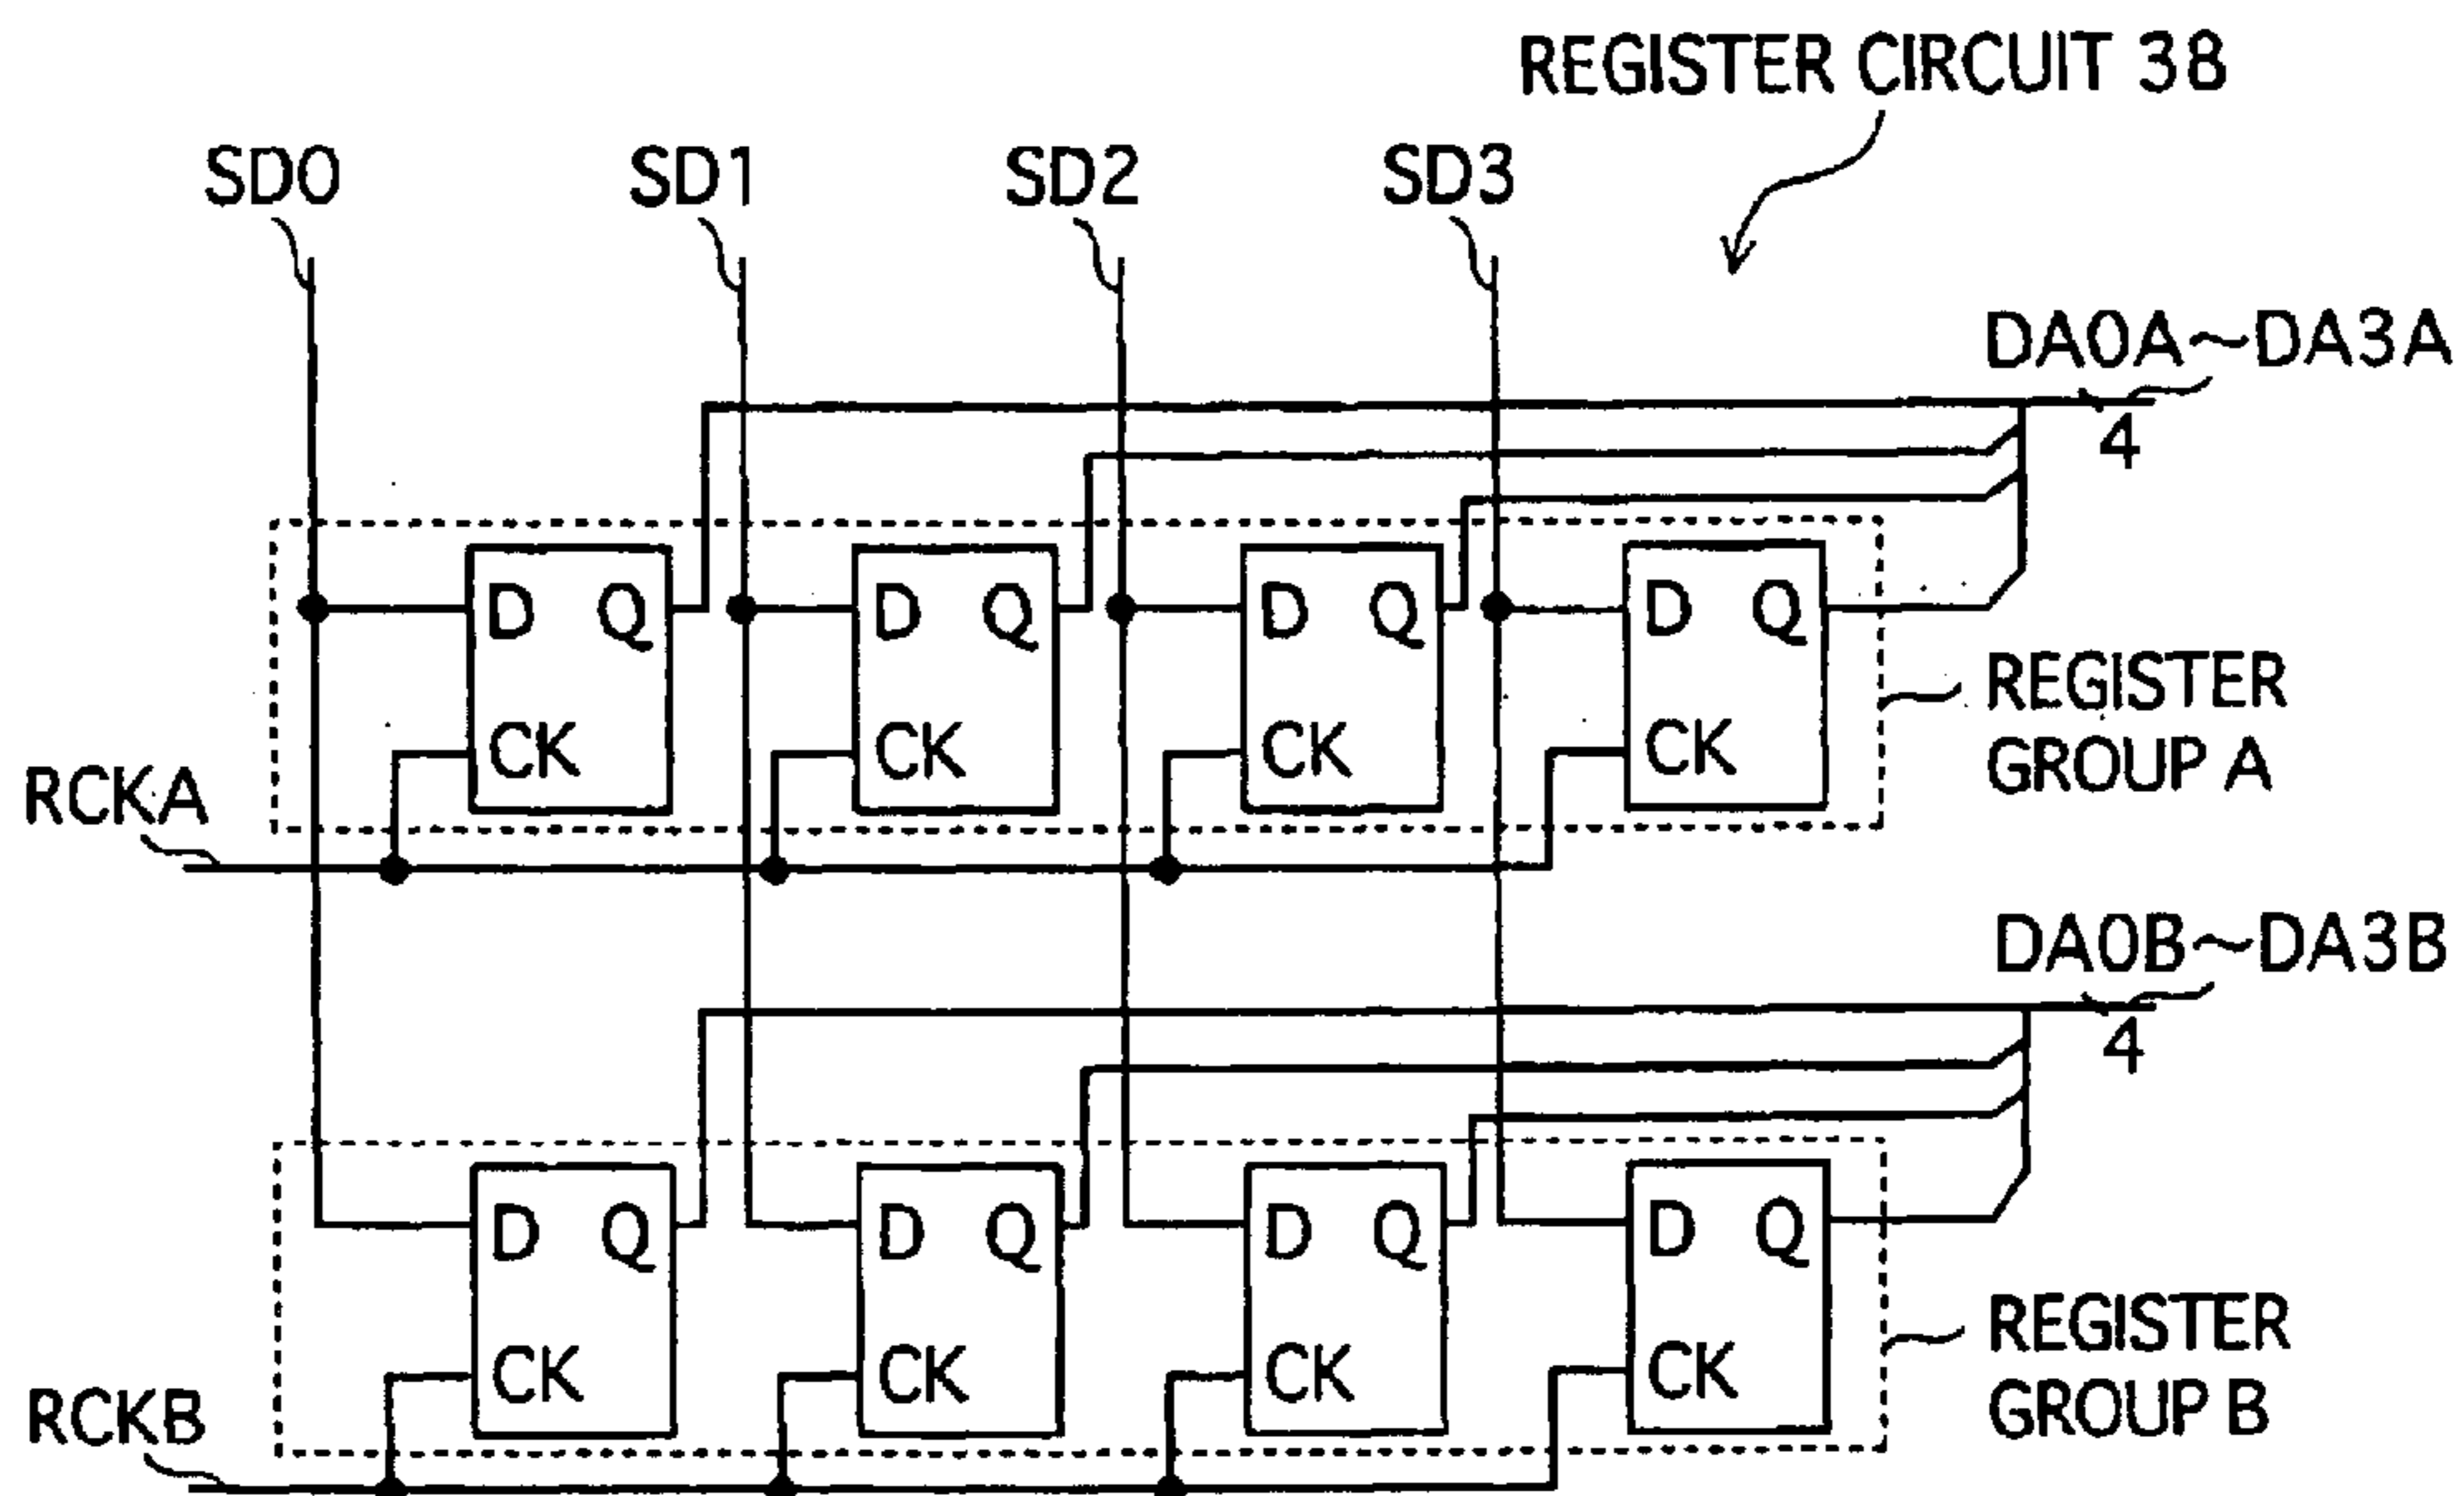 REGISTER CIRCUIT 38
SD0 SD1 SD2 SD3
DA0A~DA3A
4
D Q D Q D Q D Q
REGISTER
GROUP A
CK CK CK CK
RCKA
DA0B~DA3B
4
D Q D Q D Q D Q
REGISTER
GROUP B
CK CK CK CK
RCKB